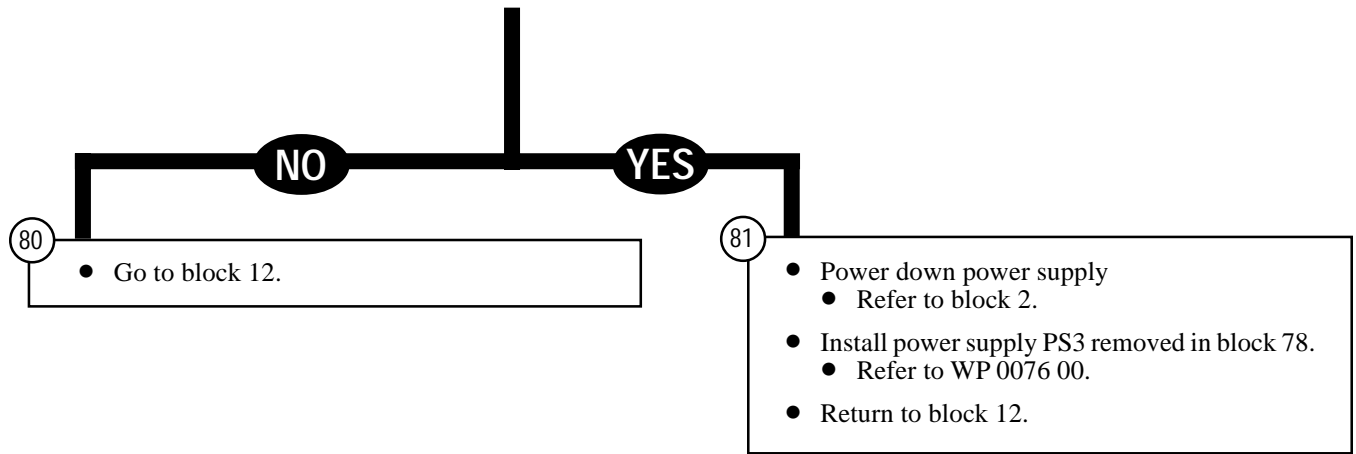 NO
YES
80
● Go to block 12.
81
● Power down power supply
● Refer to block 2.
● Install power supply PS3 removed in block 78.
● Refer to WP 0076 00.
● Return to block 12.